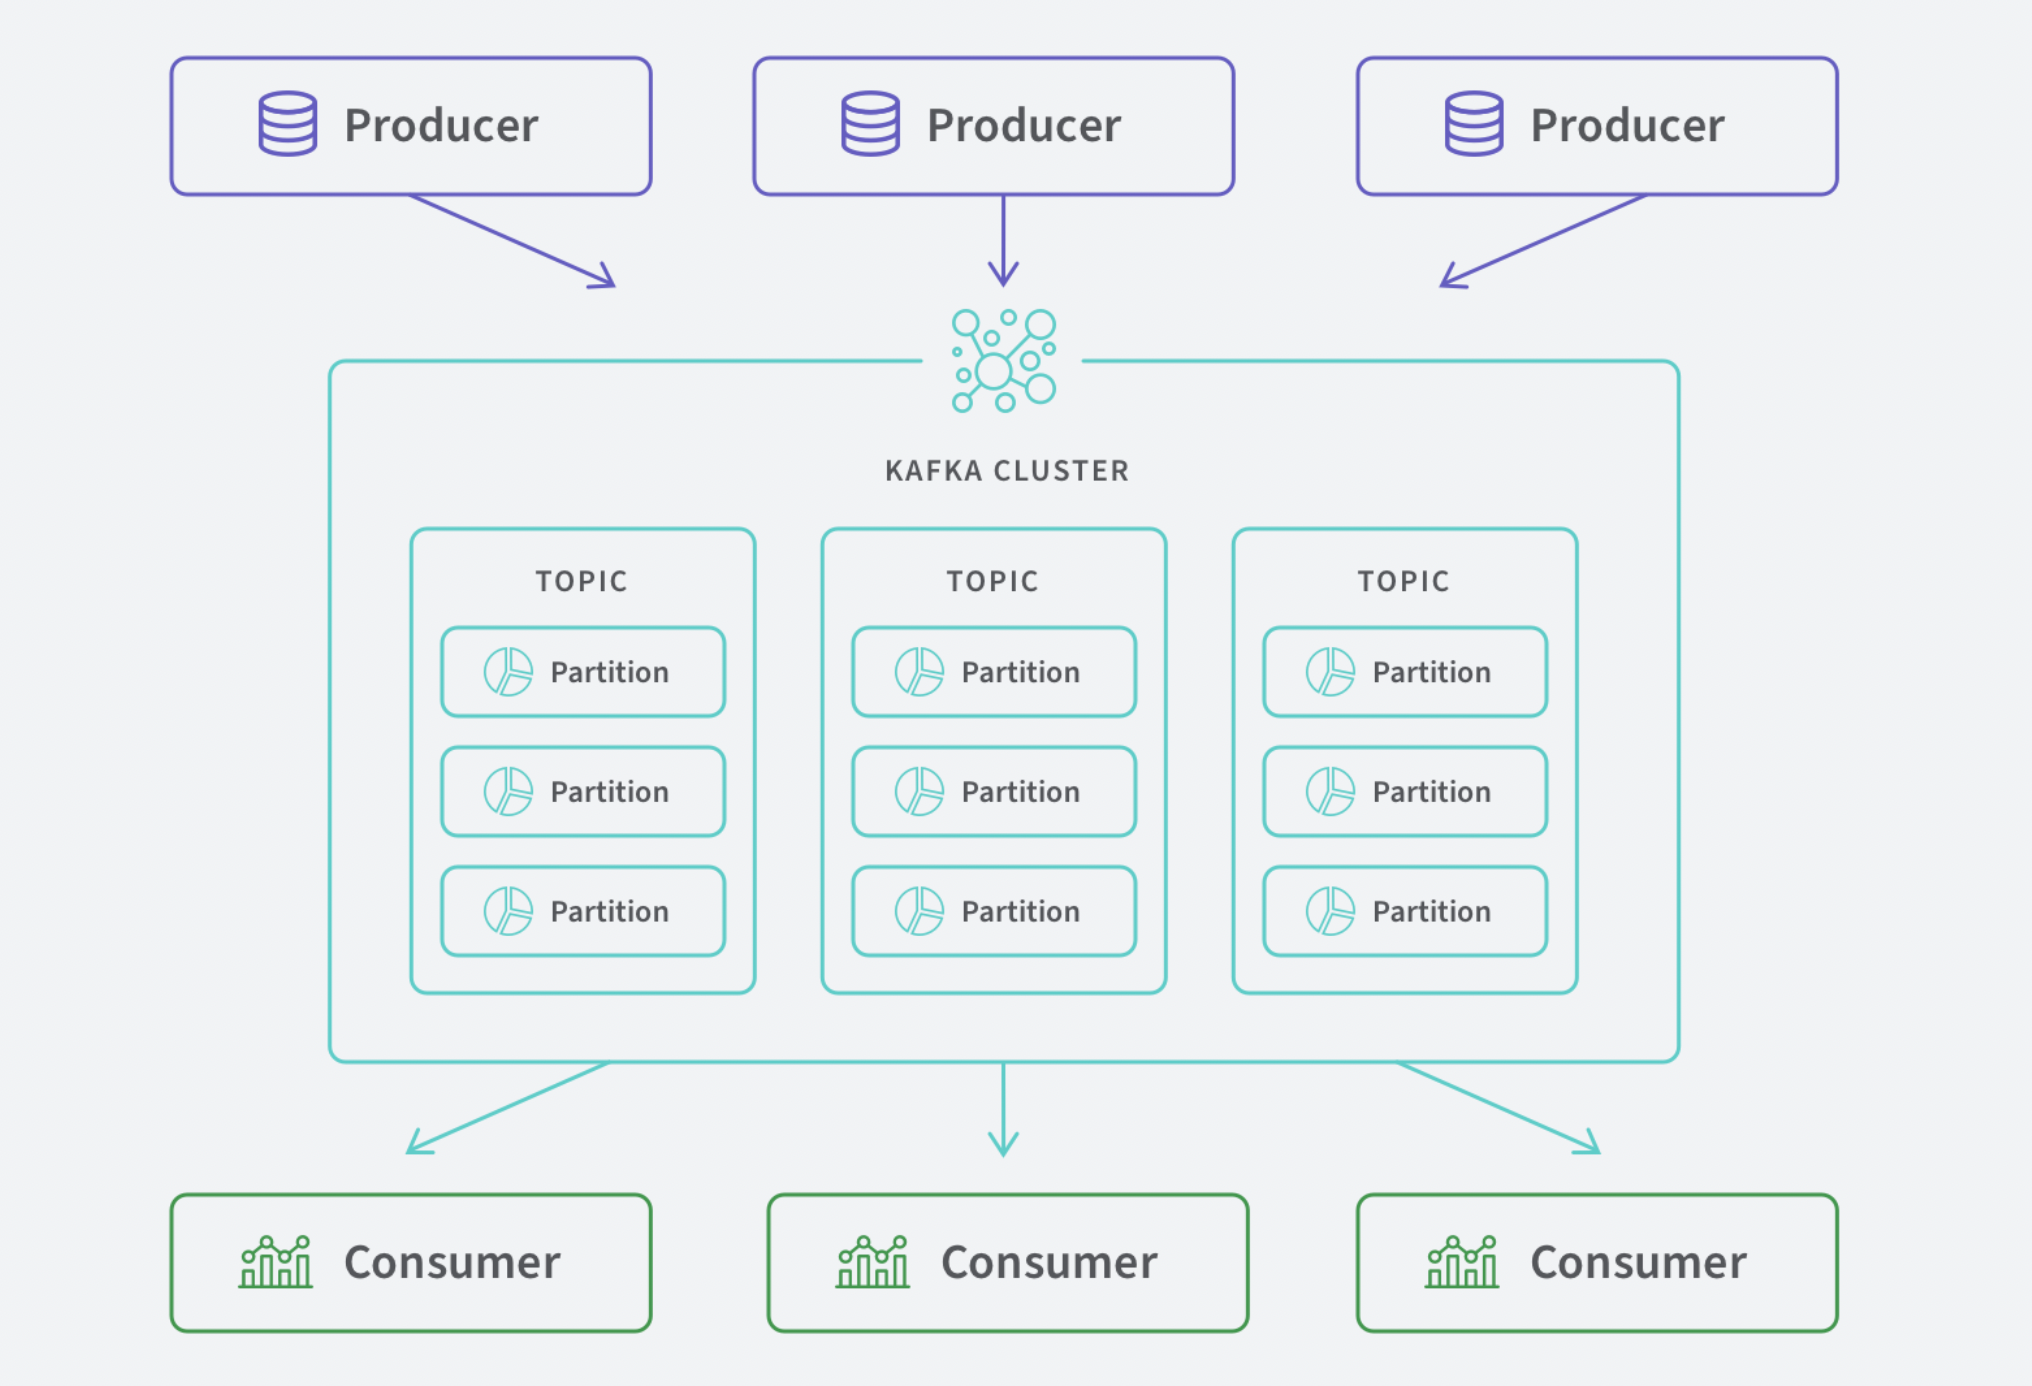 Producer
Producer
Producer
KAFKA CLUSTER
TOPIC
Partition
Partition
Partition
TOPIC
Partition
Partition
Partition
TOPIC
Partition
Partition
Partition
Consumer
Consumer
Consumer